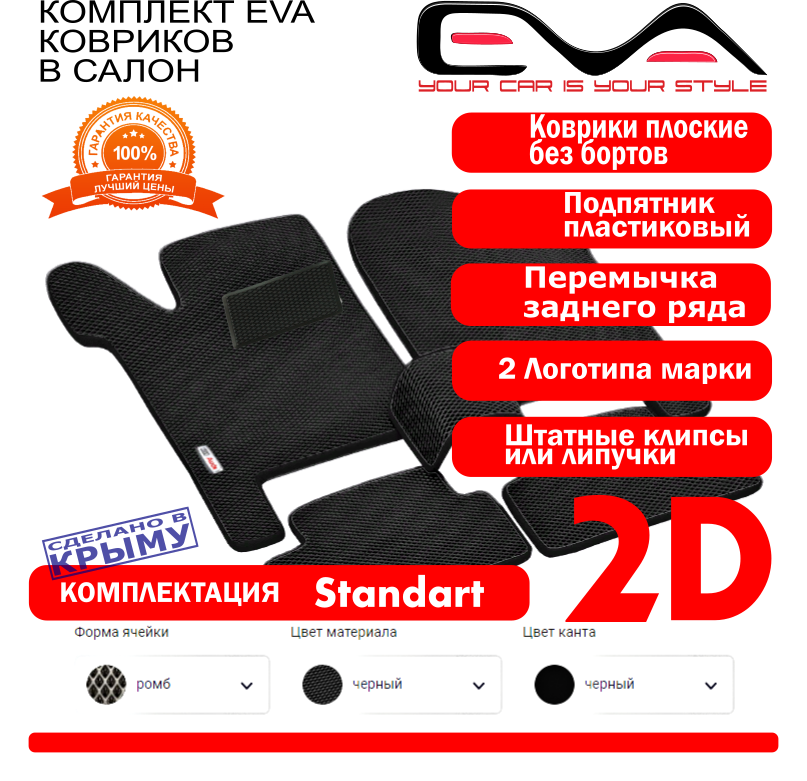 КОМПЛЕКТ EVA
КОВРИКОВ
В САЛОН
EVA
YOUR CAR IS YOUR STYLE
ГАРАНТИЯ КАЧЕСТВА
100%
ГАРАНТИЯ
ЛУЧШИЙ ЦЕНЫ
Коврики плоские
без бортов
Подпятник
пластиковый
Перемычка
заднего ряда
2 Логотипа марки
Штатные клипсы
или липучки
СДЕЛАНО В
КРЫМУ
2D
КОМПЛЕКТАЦИЯ Standart
Форма ячейки
Цвет материала
Цвет канта
ромб
черный
черный